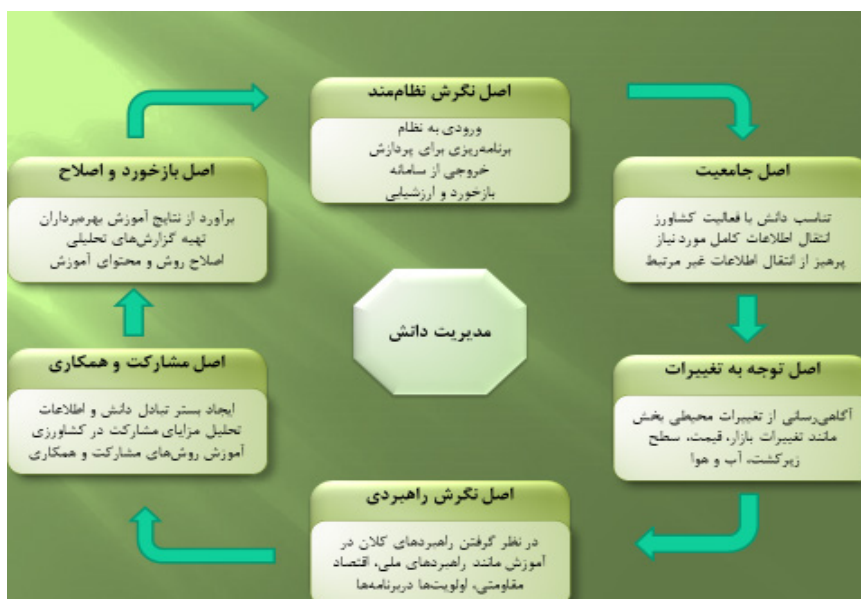 اصل نگرش نظام‌مند
ورودی به نظام
برنامه‌ریزی برای پردازش
خروجی از سامانه
بازخورد و ارزشیابی
اصل جامعیت
تناسب دانش با فعالیت کشاورز
انتقال اطلاعات کامل مورد نیاز
پرهیز از انتقال اطلاعات غیر مرتبط
اصل توجه به تغییرات
آگاهی‌رسانی از تغییرات محیطی بخش
مانند تغییرات بازار، قیمت، سطح
زیرکشت، آب و هوا
اصل نگرش راهبردی
در نظر گرفتن راهبردهای کلان در
آموزش مانند راهبردهای ملی، اقتصاد
مقاومتی، اولویت‌ها دربرنامه‌ها
اصل مشارکت و همکاری
ایجاد بستر تبادل دانش و اطلاعات
تحلیل مزایای مشارکت در کشاورزی
آموزش روش‌های مشارکت و همکاری
اصل بازخورد و اصلاح
برآورد از نتایج آموزش بهره‌برداران
تهیه گزارش‌های تحلیلی
اصلاح روش و محتوای آموزش
مدیریت دانش